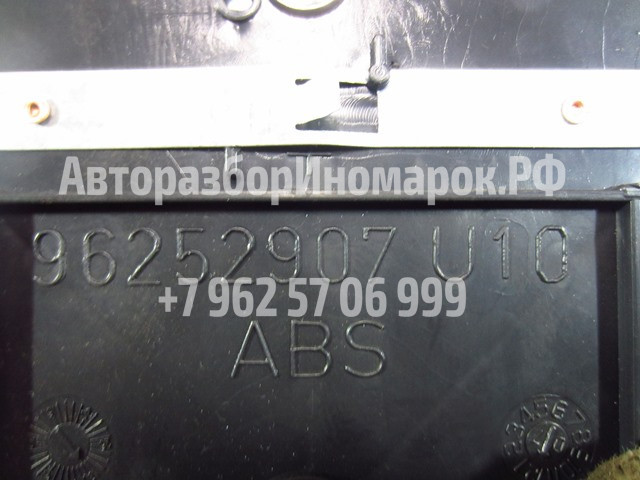 АвторазборИномарок.РФ
96252907 U10
+7 962 57 06 999
ABS